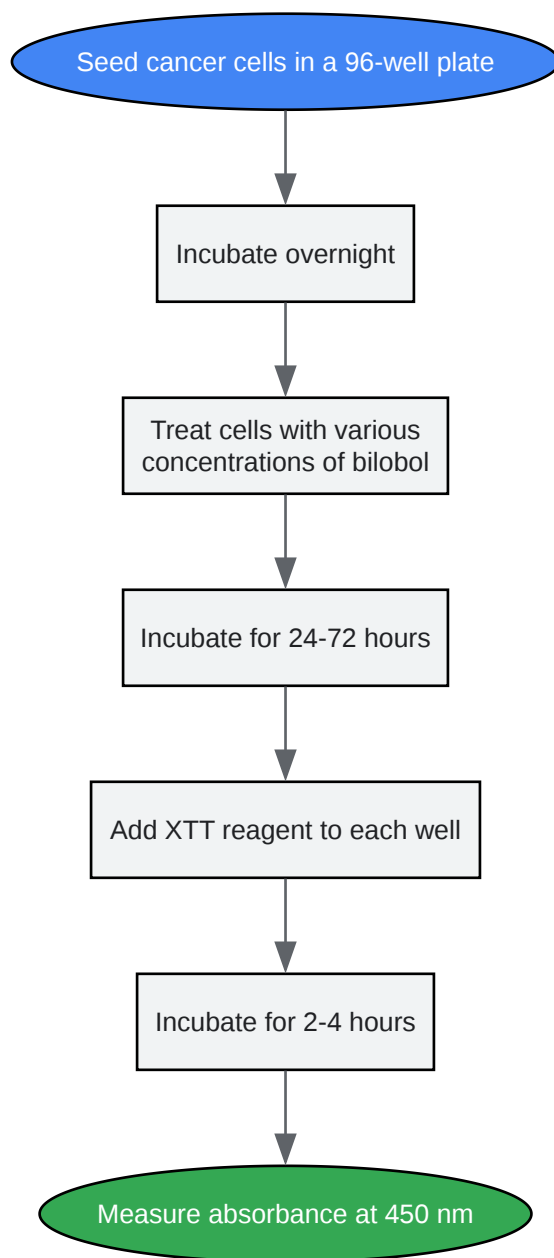 Seed cancer cells in a 96-well plate
Incubate overnight
Treat cells with various
concentrations of bilobol
Incubate for 24-72 hours
Add XTT reagent to each well
Incubate for 2-4 hours
Measure absorbance at 450 nm